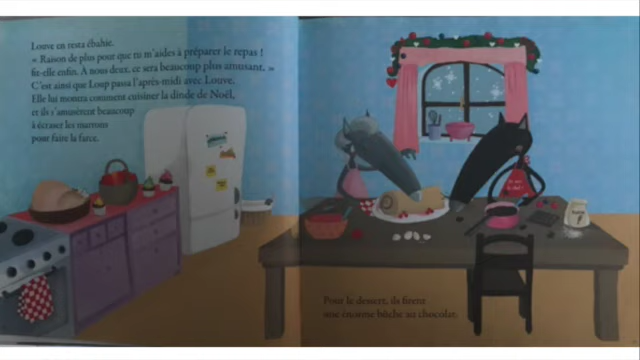 Louve en resta ébahie.
« Raison de plus pour que tu m'aides à préparer le repas !
fit-elle enfin. À nous deux, ce sera beaucoup plus amusant. »
C'est ainsi que Loup passa l'après-midi avec Louve.
Elle lui montra comment cuisiner la dinde de Noël,
et ils s'amusèrent beaucoup
à écraser les marrons
pour faire la farce.
Pour le dessert, ils firent
une énorme bûche au chocolat.